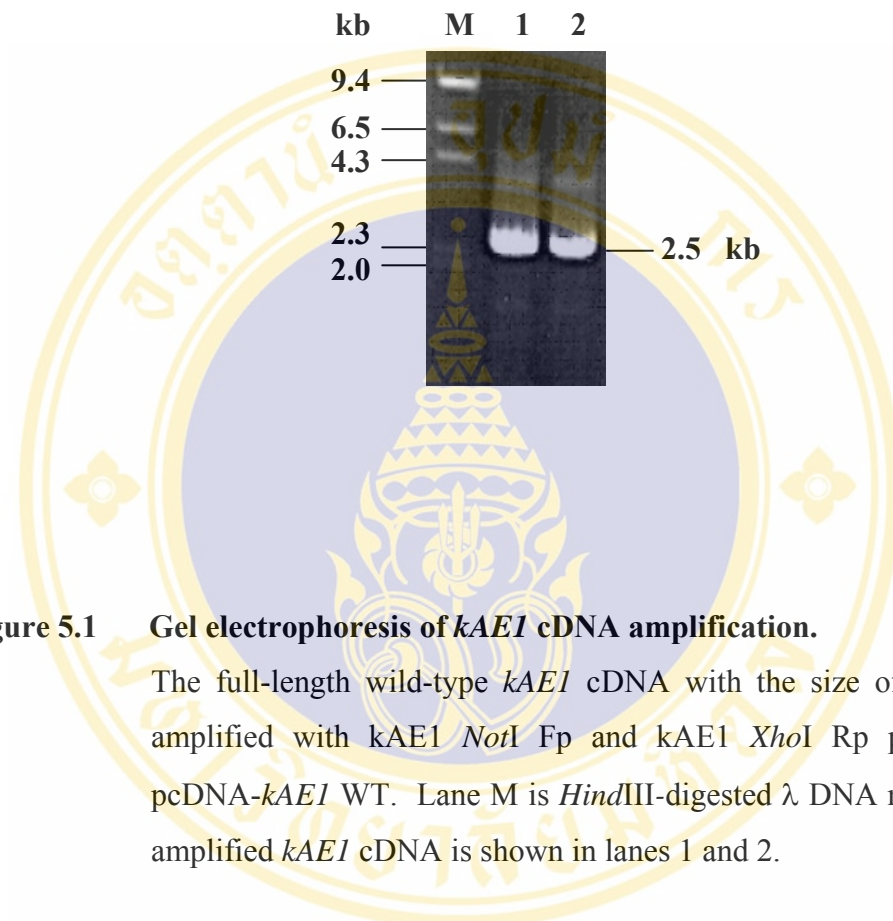 kb M 1 2
9.4
6.5
4.3
2.3
2.0
2.5 kb
gure 5.1 Gel electrophoresis of kAE1 cDNA amplification.
The full-length wild-type kAE1 cDNA with the size of
amplified with kAE1 NotI Fp and kAE1 XhoI Rp p
pcDNA-kAE1 WT. Lane M is HindIII-digested λ DNA
amplified kAE1 cDNA is shown in lanes 1 and 2.